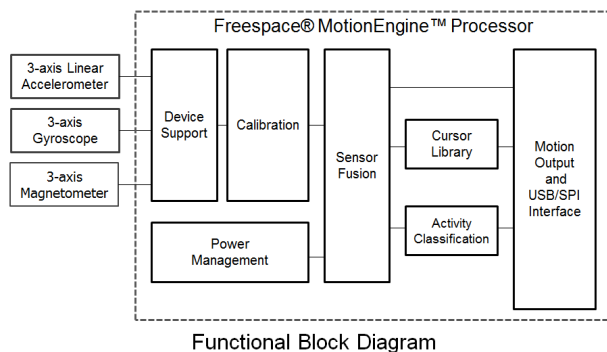 Freespace® MotionEngine™ Processor
3-axis Linear
Accelerometer
3-axis
Gyroscope
3-axis
Magnetometer
Device
Support
Calibration
Sensor
Fusion
Power
Management
Cursor
Library
Activity
Classification
Motion
Output
and
USB/SPI
Interface
Functional Block Diagram